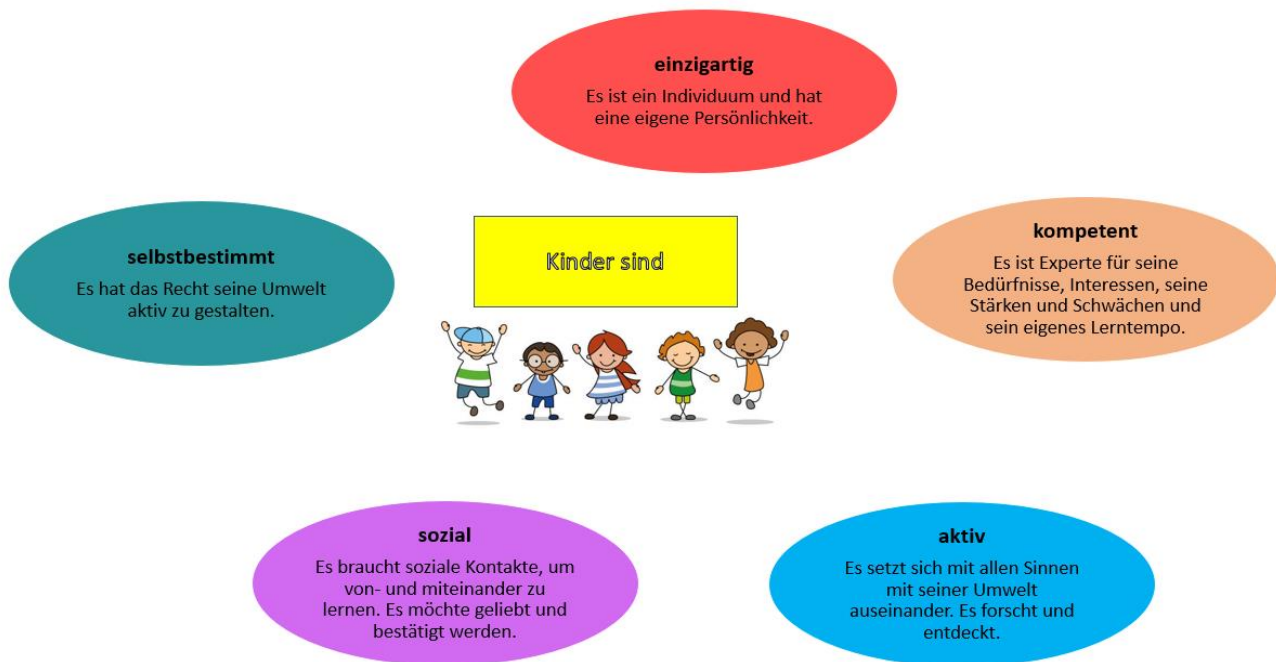 einzigartig
Es ist ein Individuum und hat
eine eigene Persönlichkeit.
selbstbestimmt
Es hat das Recht seine Umwelt
aktiv zu gestalten.
Kinder sind
kompetent
Es ist Experte für seine
Bedürfnisse, Interessen, seine
Stärken und Schwächen und
sein eigenes Lerntempo.
sozial
Es braucht soziale Kontakte, um
von- und miteinander zu
lernen. Es möchte geliebt und
bestätigt werden.
aktiv
Es setzt sich mit allen Sinnen
mit seiner Umwelt
auseinander. Es forscht und
entdeckt.